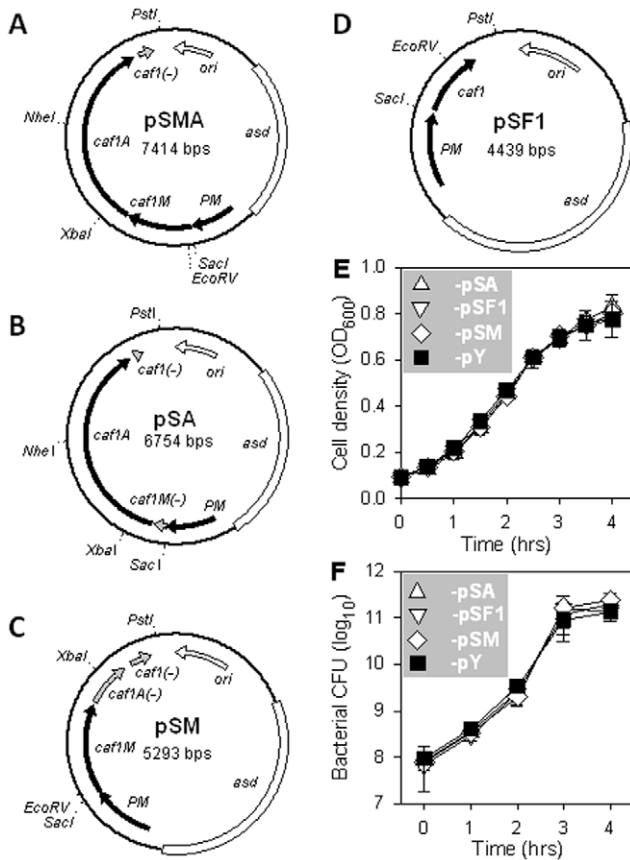 A
PstI
caf1(-)
ori
NheI
caf1A
pSMA
7414 bps
asd
caf1M
PM
XbaI
SacI
EcoRV
B
PstI
caf1(-)
ori
NheI
caf1A
pSA
6754 bps
asd
caf1M(-)
PM
XbaI
SacI
C
PstI
XbaI
caf1(-)
caf1A(-)
ori
pSM
5293 bps
caf1M
asd
EcoRV
SacI
PM
D
PstI
EcoRV
ori
caf1
SacI
pSF1
4439 bps
PM
asd
E
1.0
0.8
0.6
0.4
0.2
0.0
Cell density (OD600)
-pSA
-pSF1
-pSM
-pY
0 1 2 3 4
Time (hrs)
F
12
11
10
9
8
7
Bacterial CFU (log10)
-pSA
-pSF1
-pSM
-pY
0 1 2 3 4
Time (hrs)